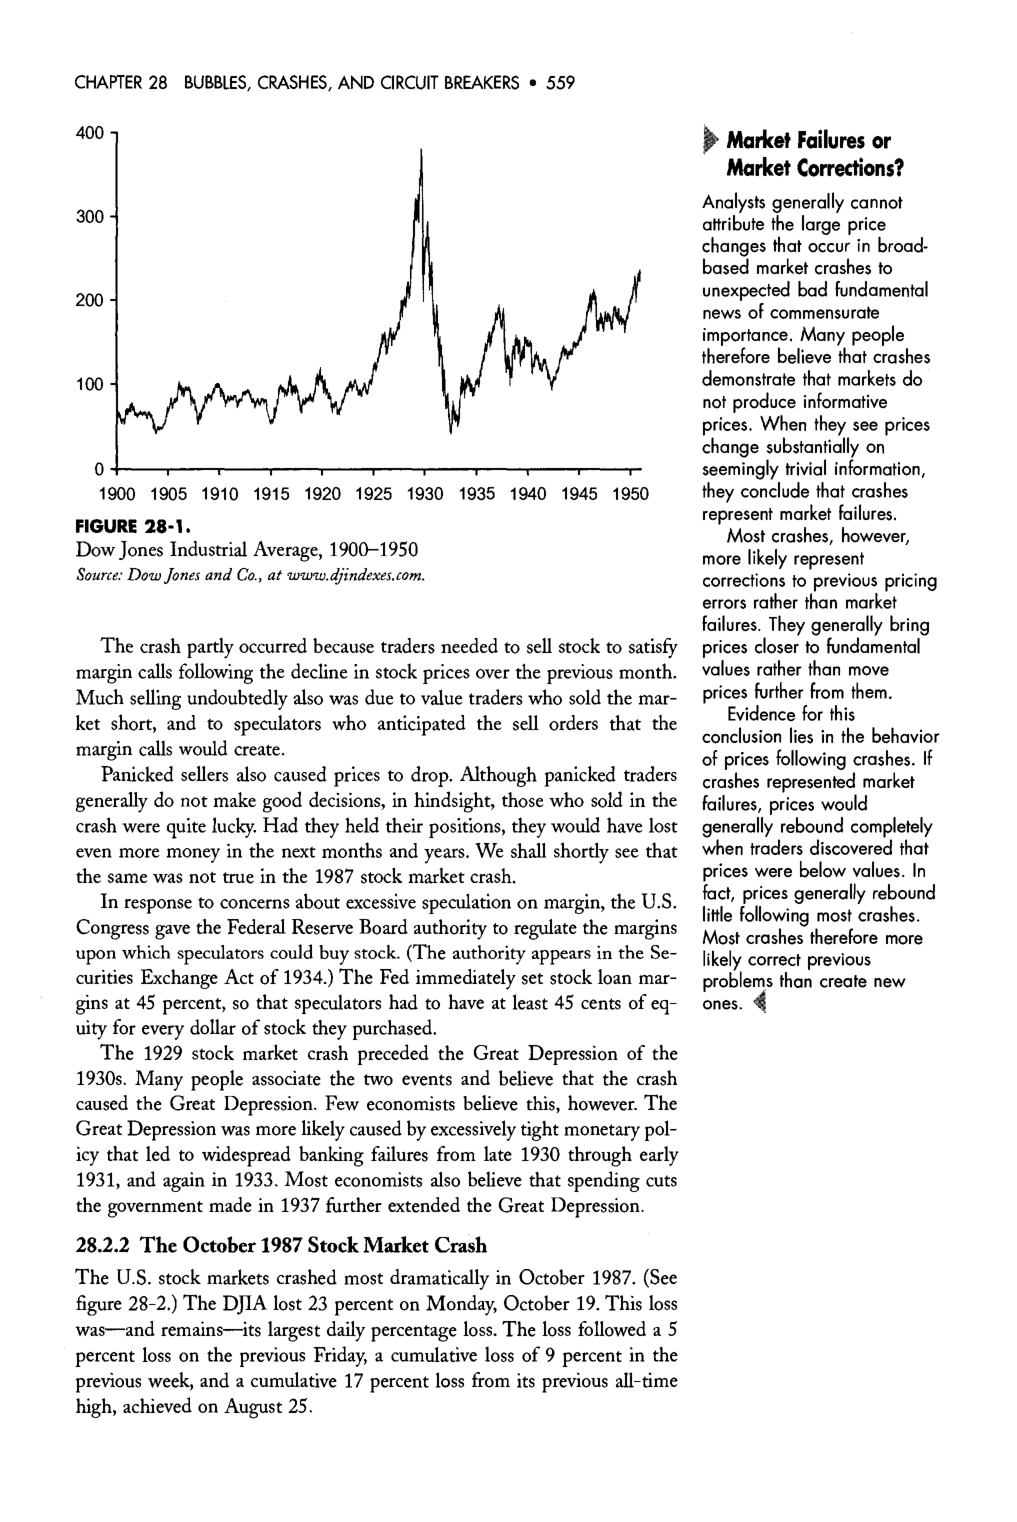 CHAPTER 28 BUBBLES, CRASHES, AND CIRCUIT BREAKERS • 559
400
300
200
100
0
1900 1905 1910 1915 1920 1925 1930 1935 1940 1945 1950
FIGURE 28-1.
Dow Jones Industrial Average, 1900–1950
Source: Dow Jones and Co., at www.djindexes.com.
The crash partly occurred because traders needed to sell stock to satisfy
margin calls following the decline in stock prices over the previous month.
Much selling undoubtedly also was due to value traders who sold the mar-
ket short, and to speculators who anticipated the sell orders that the
margin calls would create.
Panicked sellers also caused prices to drop. Although panicked traders
generally do not make good decisions, in hindsight, those who sold in the
crash were quite lucky. Had they held their positions, they would have lost
even more money in the next months and years. We shall shortly see that
the same was not true in the 1987 stock market crash.
In response to concerns about excessive speculation on margin, the U.S.
Congress gave the Federal Reserve Board authority to regulate the margins
upon which speculators could buy stock. (The authority appears in the Se-
curities Exchange Act of 1934.) The Fed immediately set stock loan mar-
gins at 45 percent, so that speculators had to have at least 45 cents of eq-
uity for every dollar of stock they purchased.
The 1929 stock market crash preceded the Great Depression of the
1930s. Many people associate the two events and believe that the crash
caused the Great Depression. Few economists believe this, however. The
Great Depression was more likely caused by excessively tight monetary pol-
icy that led to widespread banking failures from late 1930 through early
1931, and again in 1933. Most economists also believe that spending cuts
the government made in 1937 further extended the Great Depression.
28.2.2 The October 1987 Stock Market Crash
The U.S. stock markets crashed most dramatically in October 1987. (See
figure 28-2.) The DJIA lost 23 percent on Monday, October 19. This loss
was—and remains—its largest daily percentage loss. The loss followed a 5
percent loss on the previous Friday, a cumulative loss of 9 percent in the
previous week, and a cumulative 17 percent loss from its previous all-time
high, achieved on August 25.
Market Failures or
Market Corrections?
Analysts generally cannot
attribute the large price
changes that occur in broad-
based market crashes to
unexpected bad fundamental
news of commensurate
importance. Many people
therefore believe that crashes
demonstrate that markets do
not produce informative
prices. When they see prices
change substantially on
seemingly trivial information,
they conclude that crashes
represent market failures.
Most crashes, however,
more likely represent
corrections to previous pricing
errors rather than market
failures. They generally bring
prices closer to fundamental
values rather than move
prices further from them.
Evidence for this
conclusion lies in the behavior
of prices following crashes. If
crashes represented market
failures, prices would
generally rebound completely
when traders discovered that
prices were below values. In
fact, prices generally rebound
little following most crashes.
Most crashes therefore more
likely correct previous
problems than create new
ones.